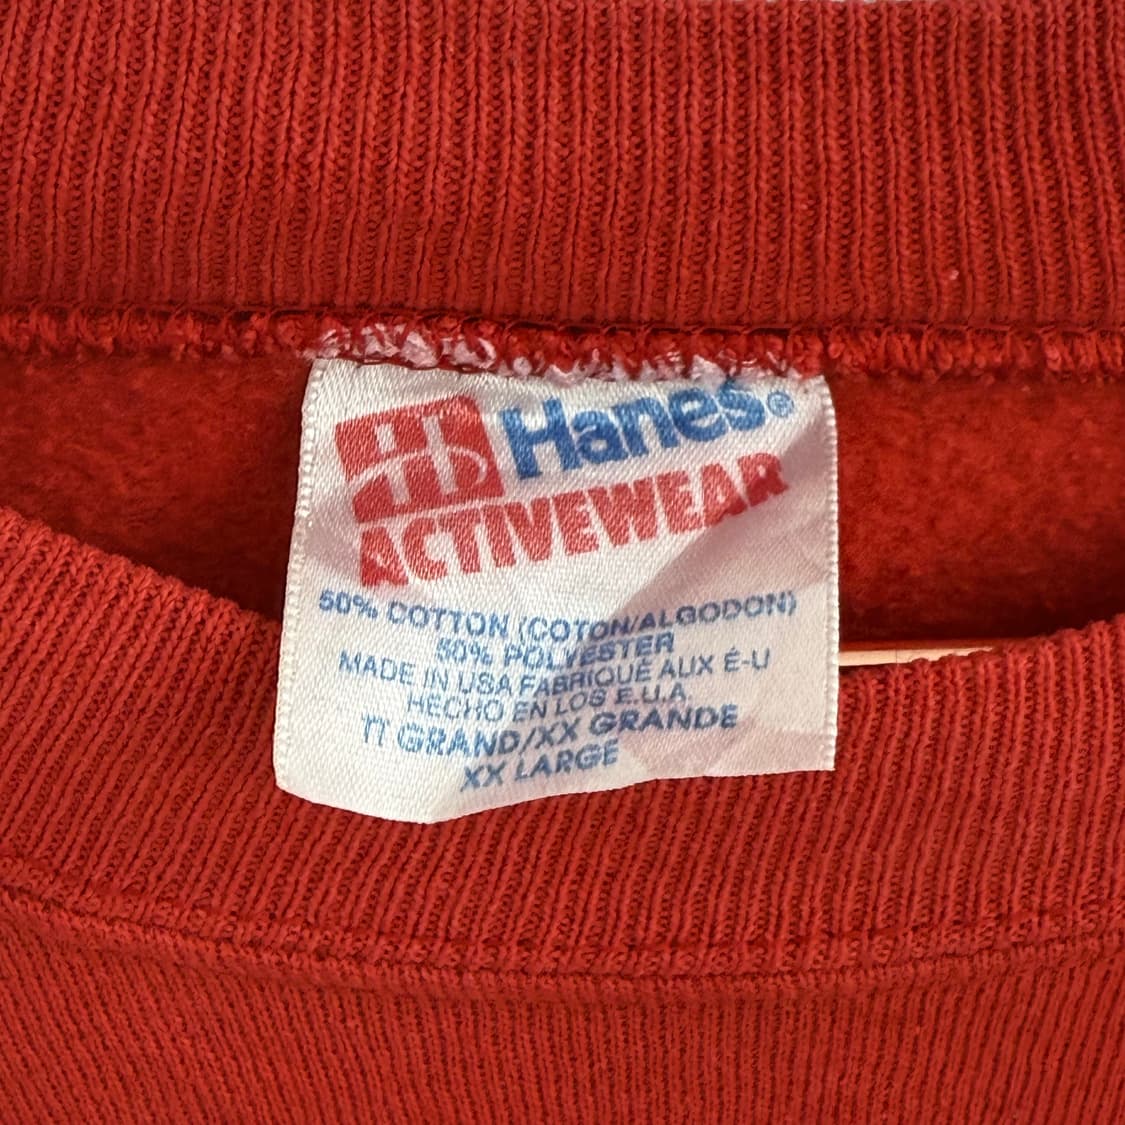 Hanes®
ACTIVEWEAR
50% COTTON (COTON/ALGODON)
50% POLYESTER
MADE IN USA FABRIQUÉ AUX É-U
HECHO EN LOS E.U.A.
TT GRAND/XX GRANDE
XX LARGE